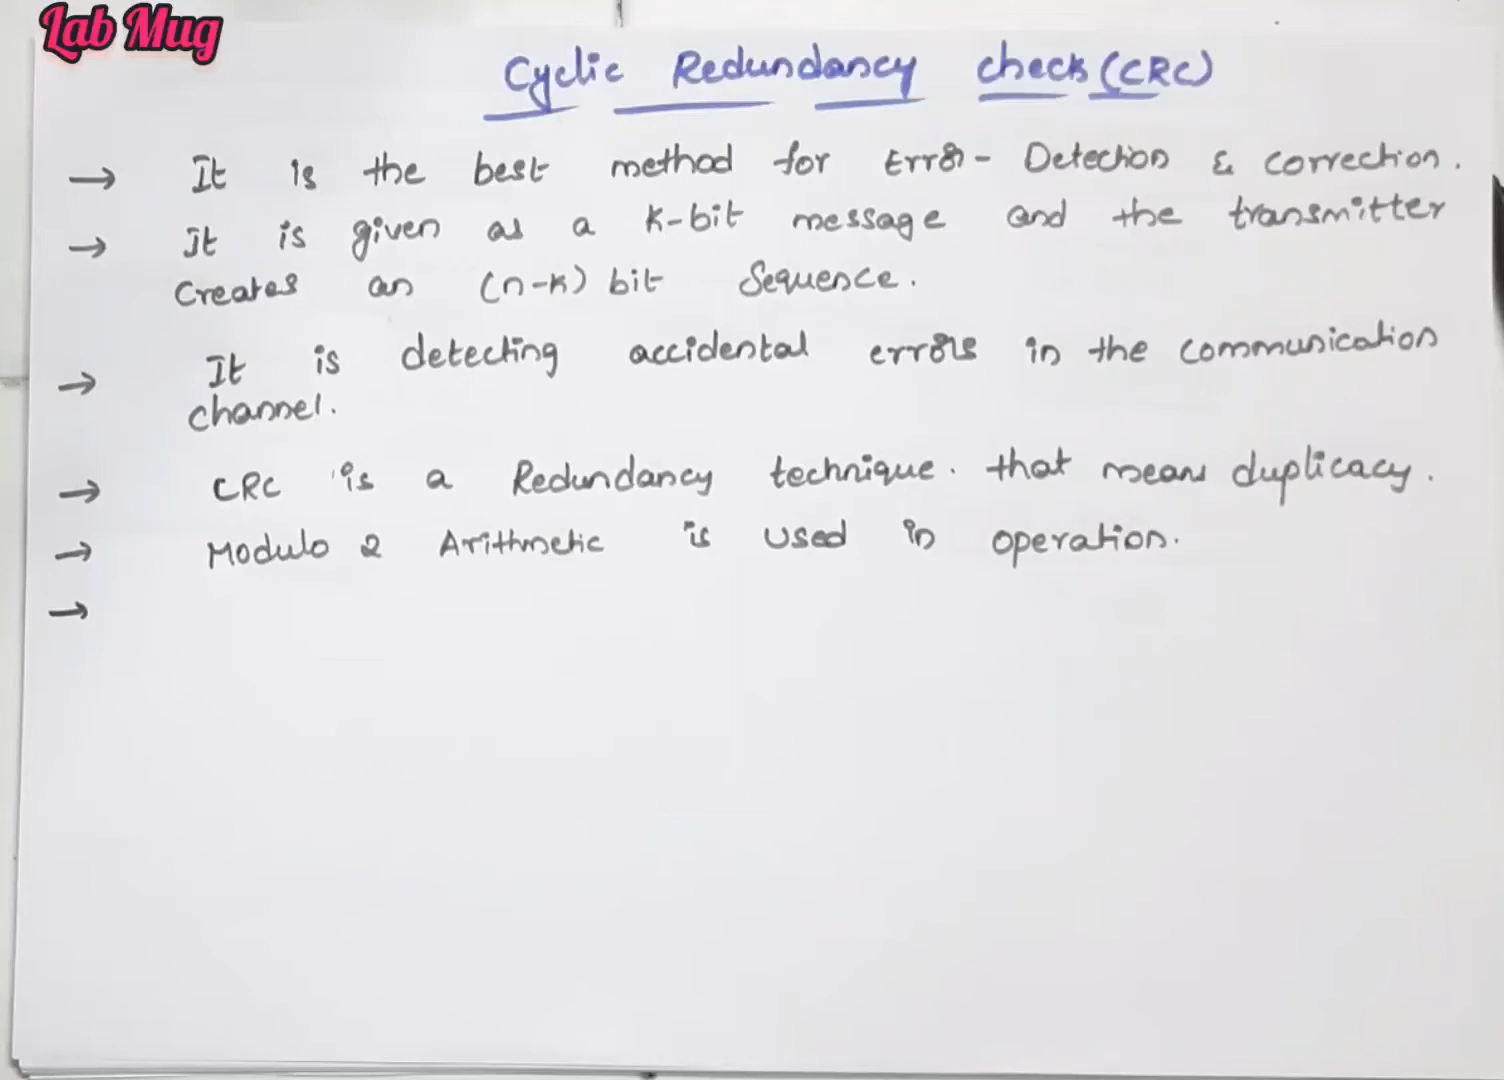 Lab Mug
Cyclic Redundancy check (CRC)
→ It is the best method for Error - Detection & correction.
→ It is given as a K-bit message and the transmitter
creates an (n-k) bit Sequence.
→ It is detecting accidental errors in the communication
channel.
→ CRC is a Redundancy technique. that means duplicacy.
→ Modulo 2 Arithmetic is used in operation.
→